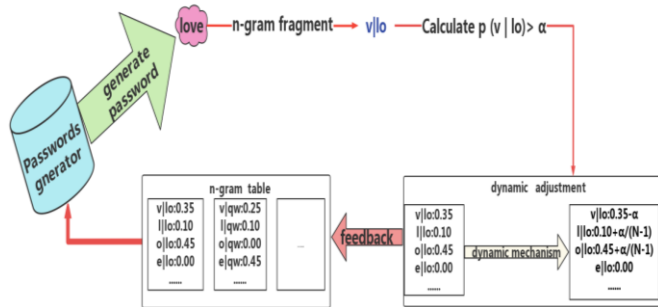 love
n-gram fragment
v|lo
Calculate p (v | lo)> α
generate
password
Passwords
gnerator
n-gram table
v|lo:0.35
l|lo:0.10
o|lo:0.45
e|lo:0.00
......
v|qw:0.25
l|qw:0.10
o|qw:0.00
e|qw:0.45
......
......
feedback
dynamic adjustment
v|lo:0.35
l|lo:0.10
o|lo:0.45
e|lo:0.00
......
dynamic mechanism
v|lo:0.35-α
l|lo:0.10+α/(N-1)
o|lo:0.45+α/(N-1)
e|lo:0.00
......